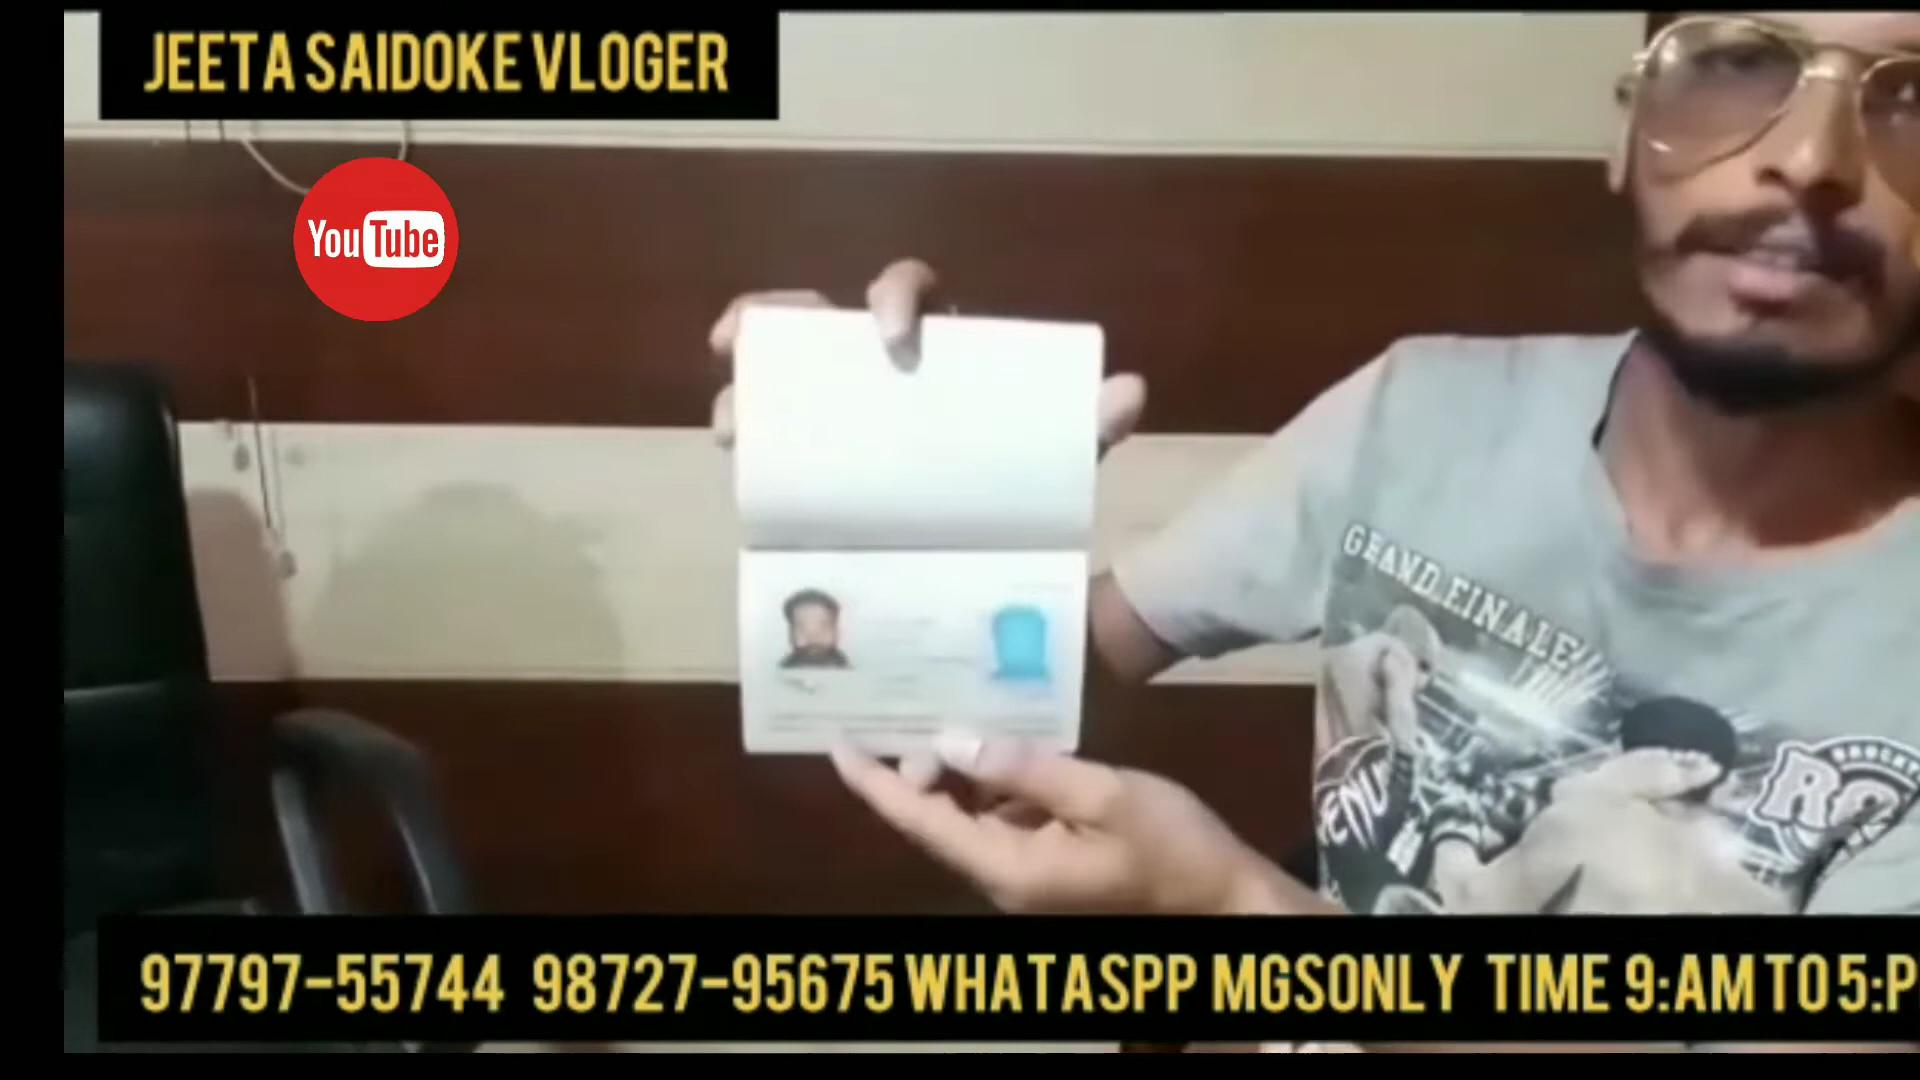 JEETA SAIDOKE VLOGER
YouTube
GRAND FINALE
97797-55744 98727-95675 WHATASPP MGSONLY TIME 9:AM TO 5:P